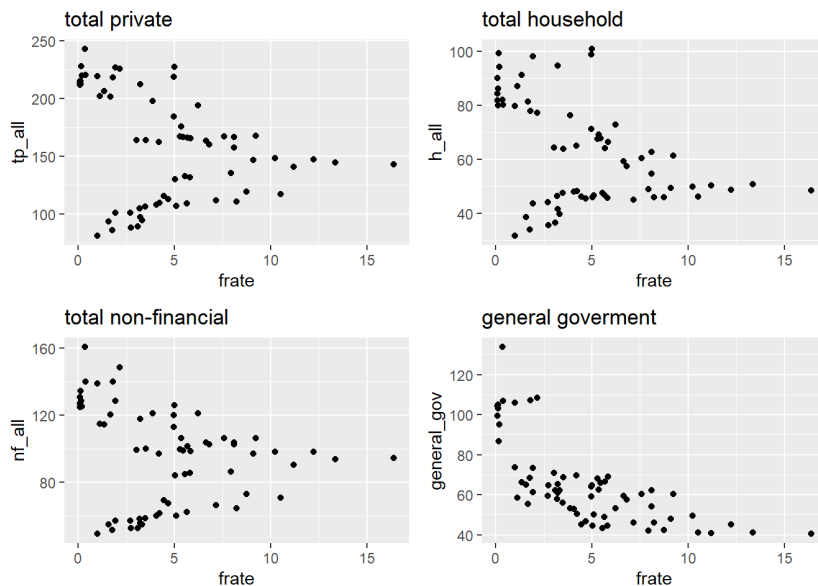 total private
250
200
150
100
tp_all
0
5
10
15
frate
total household
100
80
60
40
h_all
0
5
10
15
frate
total non-financial
160
120
80
nf_all
0
5
10
15
frate
general goverment
120
100
80
60
40
general_gov
0
5
10
15
frate